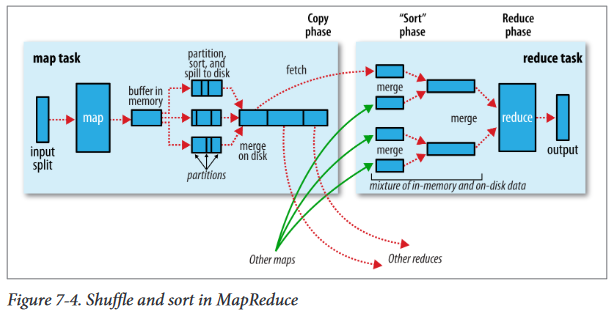 Copy
phase
"Sort"
phase
Reduce
phase
map task
partition,
sort, and
spill to disk
fetch
reduce task
buffer in
memory
map
merge
merge
reduce
input
split
merge
on disk
merge
output
partitions
mixture of in-memory and on-disk data
Other maps
Other reduces
Figure 7-4. Shuffle and sort in MapReduce